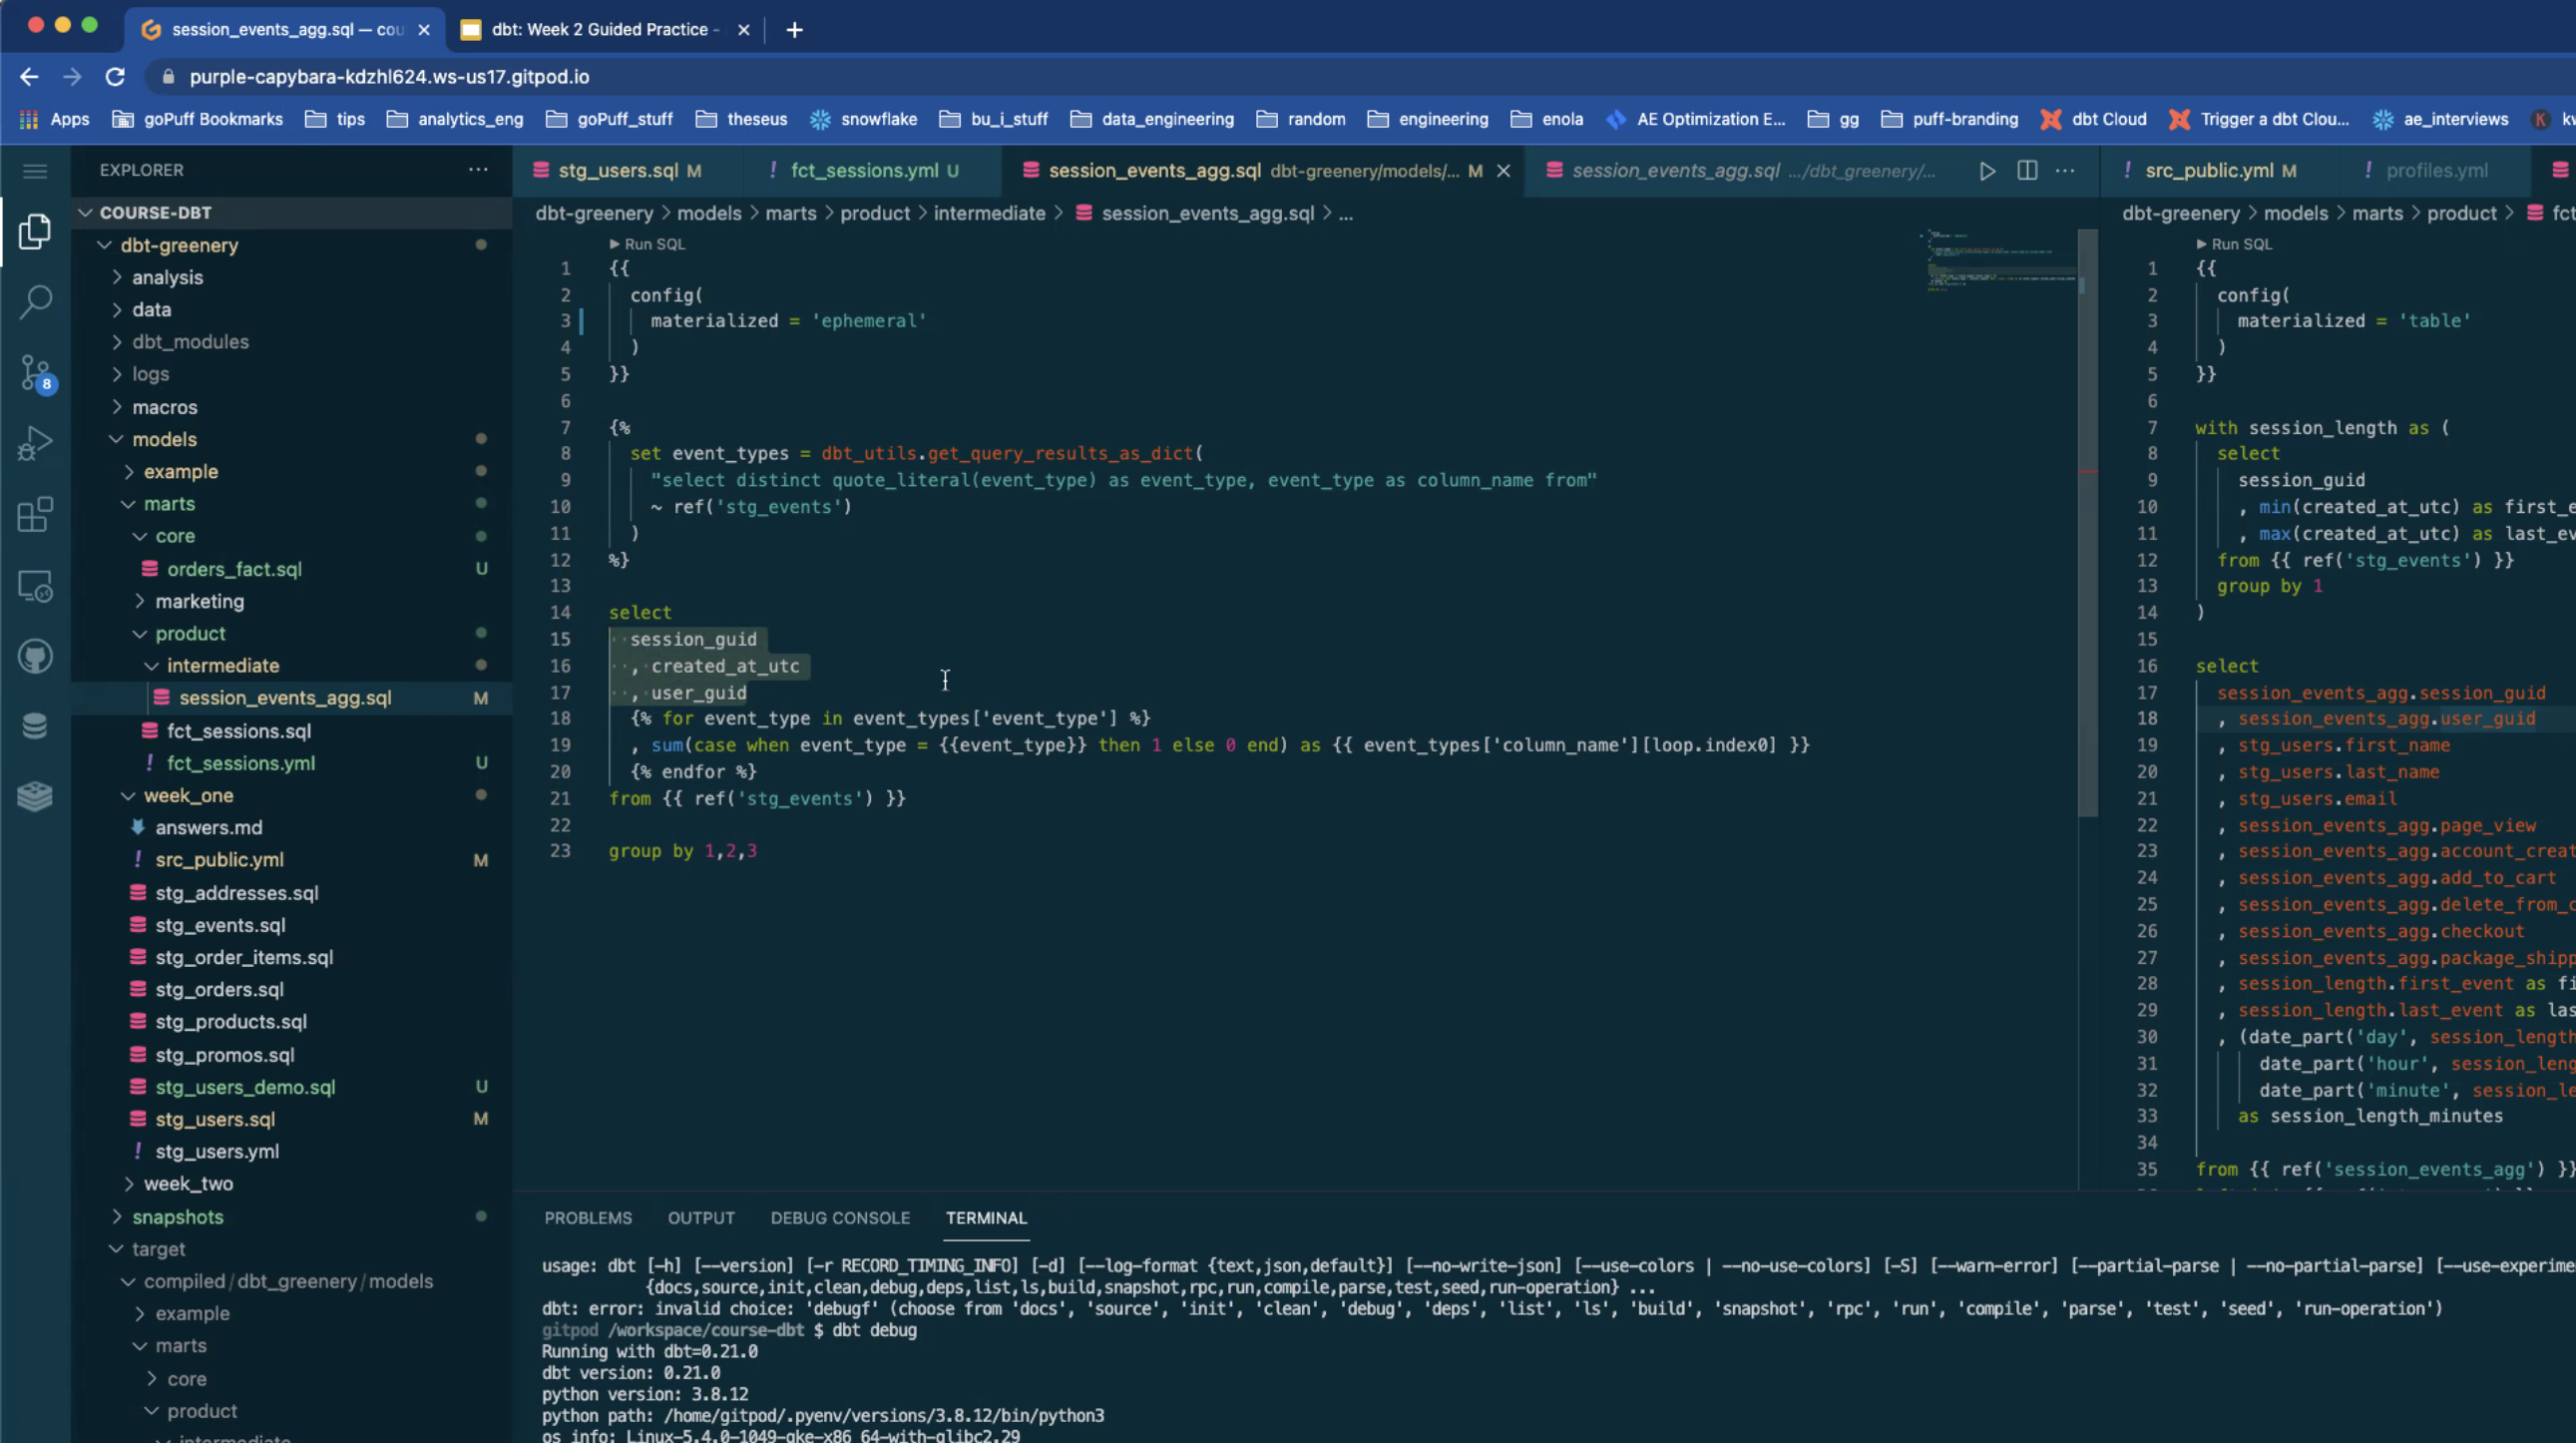 session_events_agg.sql — cou
dbt: Week 2 Guided Practice -
purple-capybara-kdzhl624.ws-us17.gitpod.io
Apps goPuff Bookmarks tips analytics_eng goPuff_stuff theseus snowflake bu_i_stuff data_engineering random engineering enola AE Optimization E... gg puff-branding dbt Cloud Trigger a dbt Clou... ae_interviews K kw
EXPLORER
COURSE-DBT
dbt-greenery
analysis
data
dbt_modules
logs
macros
models
example
marts
core
orders_fact.sql U
marketing
product
intermediate
session_events_agg.sql M
fct_sessions.sql
! fct_sessions.yml U
week_one
answers.md
! src_public.yml M
stg_addresses.sql
stg_events.sql
stg_order_items.sql
stg_orders.sql
stg_products.sql
stg_promos.sql
stg_users_demo.sql U
stg_users.sql M
! stg_users.yml
week_two
snapshots
target
compiled/dbt_greenery/models
example
marts
core
product
intermediate
8
stg_users.sql M ! fct_sessions.yml U session_events_agg.sql dbt-greenery/models/... M session_events_agg.sql .../dbt_greenery/...
dbt-greenery > models > marts > product > intermediate > session_events_agg.sql > ...
Run SQL
1 {{
2 config(
3 materialized = 'ephemeral'
4 )
5 }}
6
7 {%
8 set event_types = dbt_utils.get_query_results_as_dict(
9 "select distinct quote_literal(event_type) as event_type, event_type as column_name from"
10 ~ ref('stg_events')
11 )
12 %}
13
14 select
15 session_guid
16 , created_at_utc
17 , user_guid
18 {% for event_type in event_types['event_type'] %}
19 , sum(case when event_type = {{event_type}} then 1 else 0 end) as {{ event_types['column_name'][loop.index0] }}
20 {% endfor %}
21 from {{ ref('stg_events') }}
22
23 group by 1,2,3
! src_public.yml M ! profiles.yml
dbt-greenery > models > marts > product > fct
Run SQL
1 {{
2 config(
3 materialized = 'table'
4 )
5 }}
6
7 with session_length as (
8 select
9 session_guid
10 , min(created_at_utc) as first_e
11 , max(created_at_utc) as last_ev
12 from {{ ref('stg_events') }}
13 group by 1
14 )
15
16 select
17 session_events_agg.session_guid
18 , session_events_agg.user_guid
19 , stg_users.first_name
20 , stg_users.last_name
21 , stg_users.email
22 , session_events_agg.page_view
23 , session_events_agg.account_creat
24 , session_events_agg.add_to_cart
25 , session_events_agg.delete_from_c
26 , session_events_agg.checkout
27 , session_events_agg.package_shipp
28 , session_length.first_event as fi
29 , session_length.last_event as las
30 , (date_part('day', session_length
31 date_part('hour', session_leng
32 date_part('minute', session_le
33 as session_length_minutes
34
35 from {{ ref('session_events_agg') }}
PROBLEMS OUTPUT DEBUG CONSOLE TERMINAL
usage: dbt [-h] [--version] [-r RECORD_TIMING_INFO] [-d] [--log-format {text,json,default}] [--no-write-json] [--use-colors | --no-use-colors] [-S] [--warn-error] [--partial-parse | --no-partial-parse] [--use-experime
{docs,source,init,clean,debug,deps,list,ls,build,snapshot,rpc,run,compile,parse,test,seed,run-operation} ...
dbt: error: invalid choice: 'debugf' (choose from 'docs', 'source', 'init', 'clean', 'debug', 'deps', 'list', 'ls', 'build', 'snapshot', 'rpc', 'run', 'compile', 'parse', 'test', 'seed', 'run-operation')
gitpod /workspace/course-dbt $ dbt debug
Running with dbt=0.21.0
dbt version: 0.21.0
python version: 3.8.12
python path: /home/gitpod/.pyenv/versions/3.8.12/bin/python3
os info: Linux-5.4.0-1049-gke-x86_64-with-glibc2.29